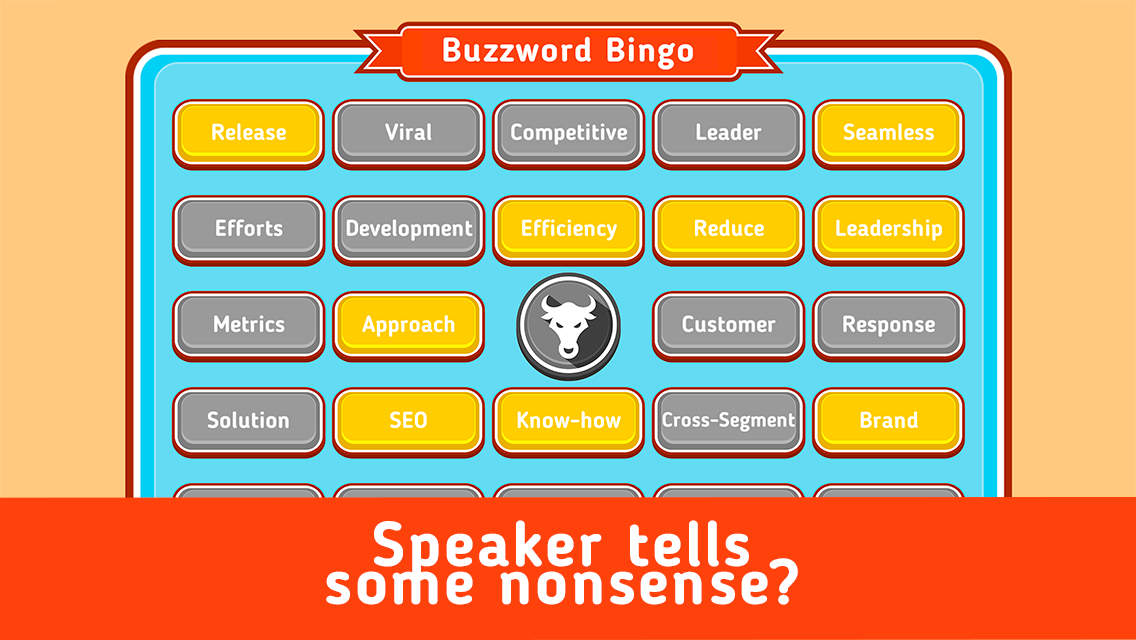 Buzzword Bingo
Release Viral Competitive Leader Seamless
Efforts Development Efficiency Reduce Leadership
Metrics Approach Customer Response
Solution SEO Know-how Cross-Segment Brand
Speaker tells
some nonsense?